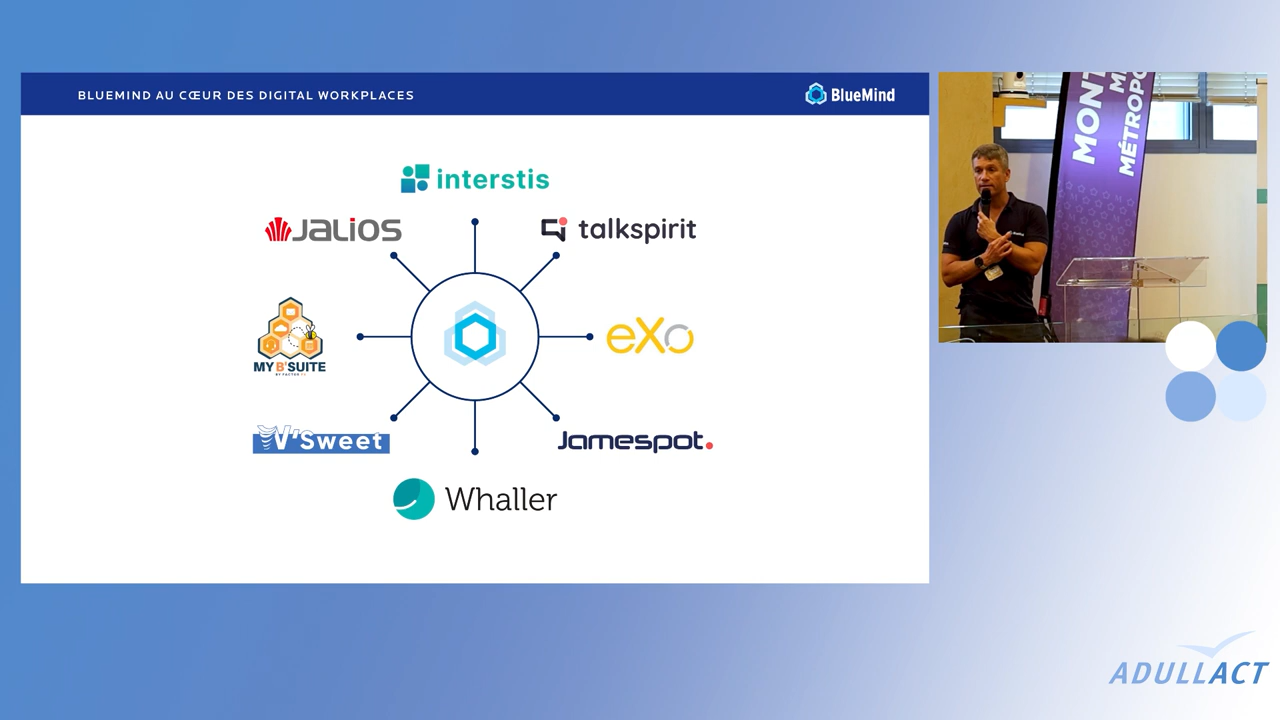 BLUEMIND AU CŒUR DES DIGITAL WORKPLACES
BlueMind
interstis
JALIOS
talkspirit
MY B'SUITE
eXo
V'Sweet
Jamespot.
Whaller
MONT
MÉTROPO
ADULLACT